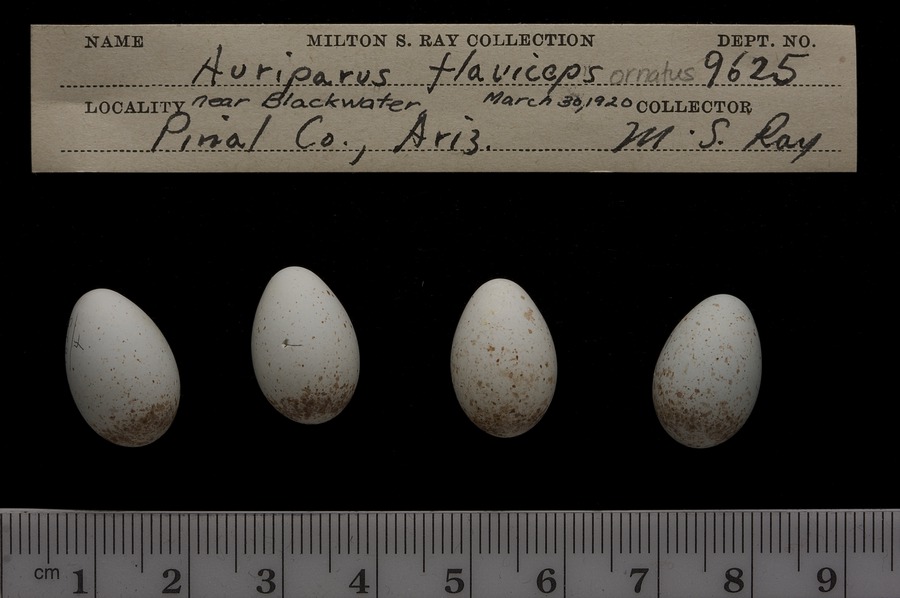 NAME MILTON S. RAY COLLECTION DEPT. NO.
Auriparus flaviceps ornatus 9625
LOCALITY near Blackwater March 30, 1920 COLLECTOR
Pinal Co., Ariz. M. S. Ray
cm 1 2 3 4 5 6 7 8 9